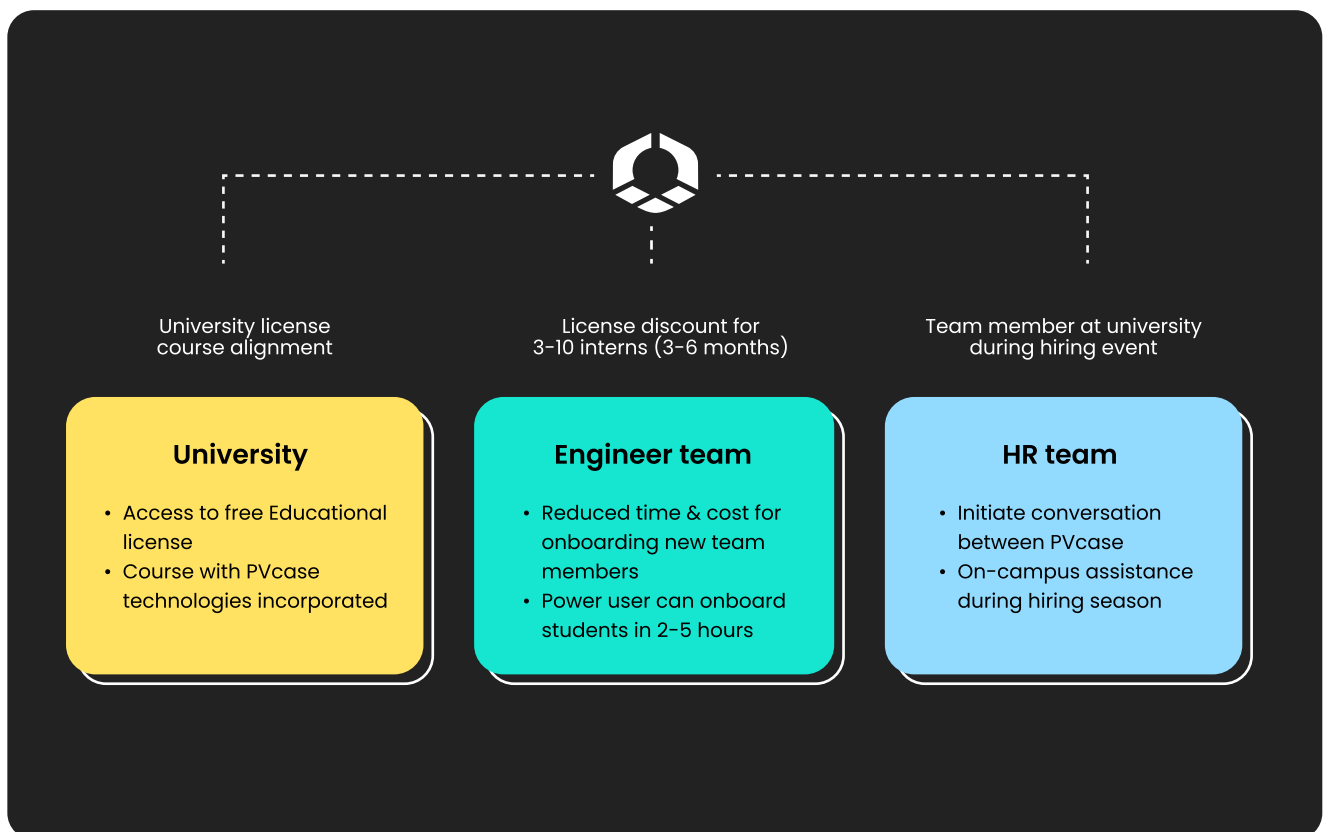 University license
course alignment
License discount for
3-10 interns (3-6 months)
Team member at university
during hiring event
University
• Access to free Educational
license
• Course with PVcase
technologies incorporated
Engineer team
• Reduced time & cost for
onboarding new team
members
• Power user can onboard
students in 2-5 hours
HR team
• Initiate conversation
between PVcase
• On-campus assistance
during hiring season